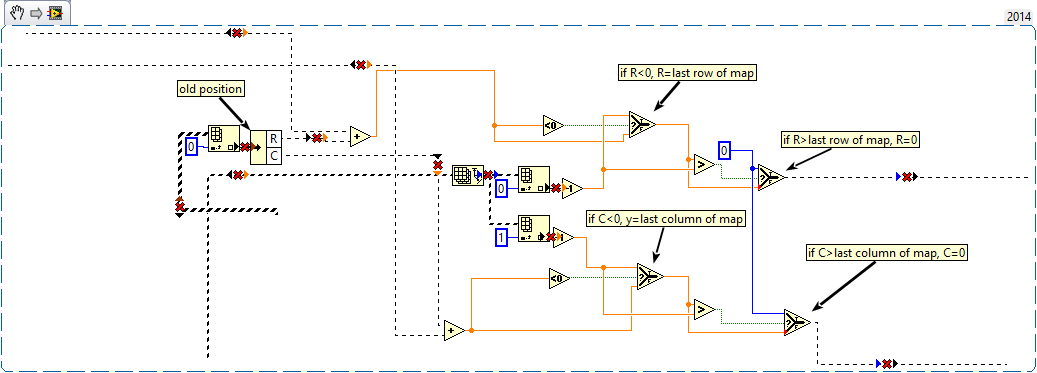 2014
if R<0, R=last row of map
old position
<0
R
+
if R>last row of map, R=0
0
0
C
>
?
0
-1
if C<0, y=last column of map
1
if C>last column of map, C=0
<0
?
>
+
?